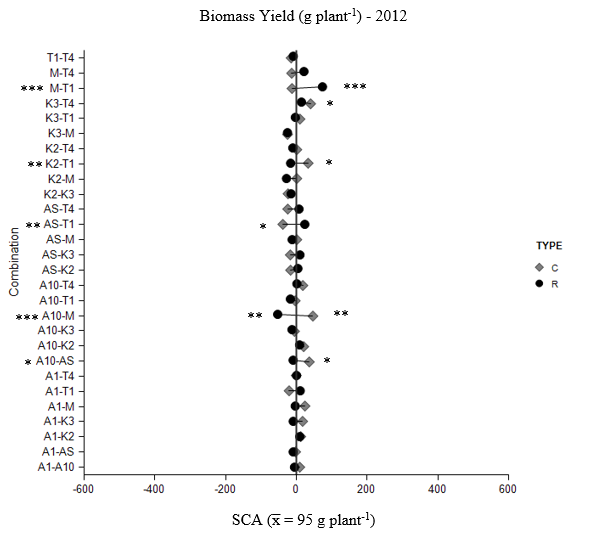 Biomass Yield (g plant-1) - 2012
T1-T4
M-T4
*** M-T1 ***
K3-T4 *
K3-T1
K3-M
K2-T4
** K2-T1 *
K2-M
K2-K3
AS-T4
** AS-T1 *
AS-M
AS-K3
AS-K2
A10-T4
A10-T1
*** A10-M ** **
A10-K3
A10-K2
* A10-AS *
A1-T4
A1-T1
A1-M
A1-K3
A1-K2
A1-AS
A1-A10
Combination
-600 -400 -200 0 200 400 600
SCA (x̅ = 95 g plant-1)
TYPE
C
R